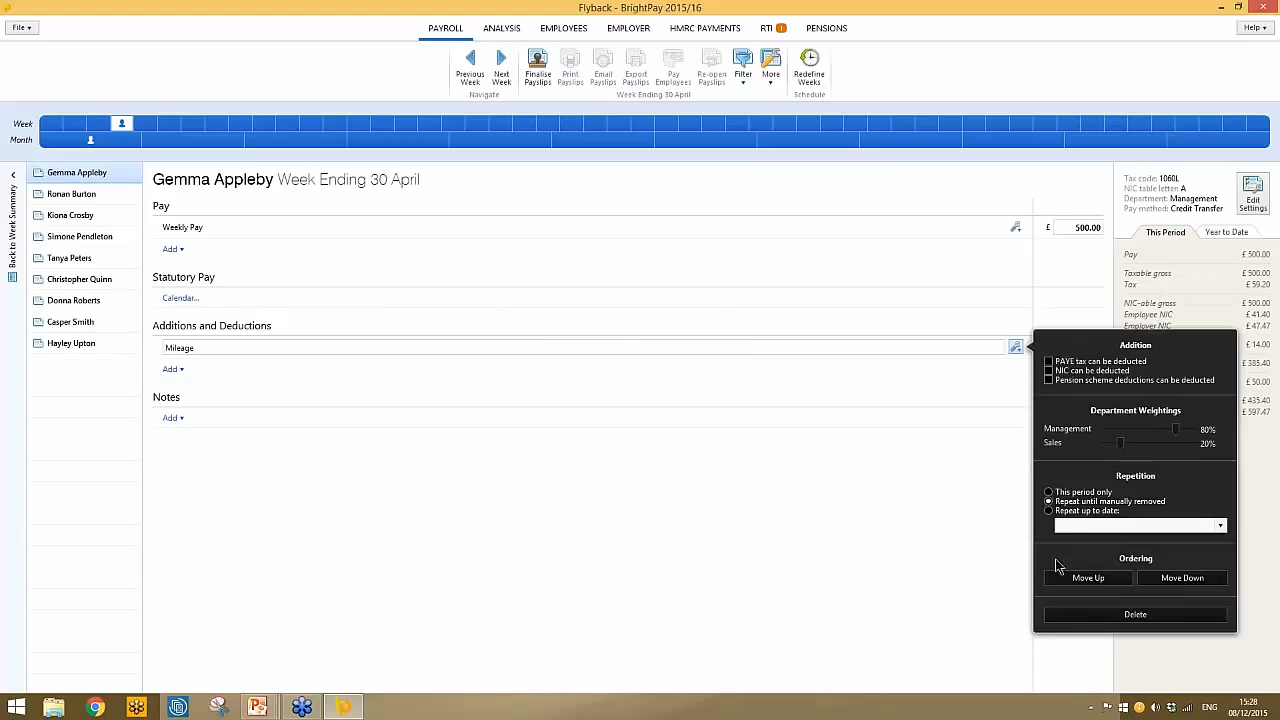 Flyback - BrightPay 2015/16
File
PAYROLL ANALYSIS EMPLOYEES EMPLOYER HMRC PAYMENTS RTI 1 PENSIONS
Help
Previous Week
Next Week
Finalise Payslips
Print Payslips
Email Payslips
Export Payslips
Pay Employees
Re-open Payslips
Filter
More
Redefine Weeks
Navigate
Week Ending 30 April
Schedule
Week
Month
Back to Week Summary
Gemma Appleby
Ronan Burton
Kiona Crosby
Simone Pendleton
Tanya Peters
Christopher Quinn
Donna Roberts
Casper Smith
Hayley Upton
Gemma Appleby Week Ending 30 April
Pay
Weekly Pay £ 500.00
Add
Statutory Pay
Calendar...
Additions and Deductions
Mileage
Add
Notes
Add
Tax code: 1060L
NIC table letter: A
Department: Management
Pay method: Credit Transfer
Edit Settings
This Period Year to Date
Pay £ 500.00
Taxable gross £ 500.00
Tax £ 59.20
NIC-able gross £ 500.00
Employee NIC £ 41.40
Employer NIC £ 47.47
£ 14.00
£ 385.40
£ 50.00
£ 435.40
£ 597.47
Addition
PAYE tax can be deducted
NIC can be deducted
Pension scheme deductions can be deducted
Department Weightings
Management 80%
Sales 20%
Repetition
This period only
Repeat until manually removed
Repeat up to date:
Ordering
Move Up Move Down
Delete
ENG
15:28
08/12/2015